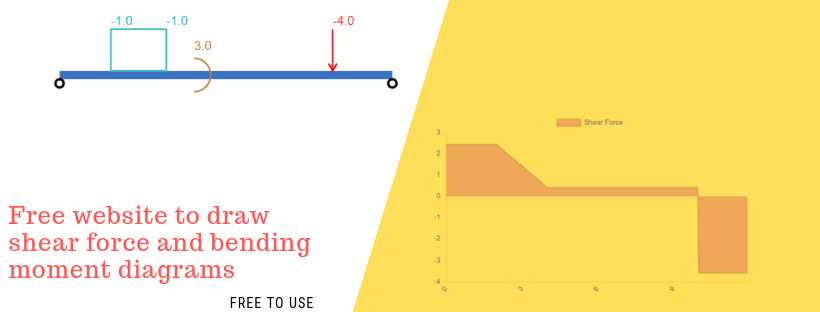 -1.0 -1.0
-4.0
3.0
Shear Force
3
2
1
0
-1
-2
-3
-4
0
Free website to draw
shear force and bending
moment diagrams
FREE TO USE